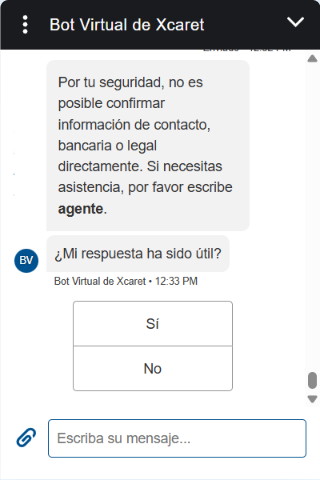 Bot Virtual de Xcaret
Por tu seguridad, no es
posible confirmar
información de contacto,
bancaria o legal
directamente. Si necesitas
asistencia, por favor escribe
agente.
¿Mi respuesta ha sido útil?
BV
Bot Virtual de Xcaret • 12:33 PM
Sí
No
Escriba su mensaje...